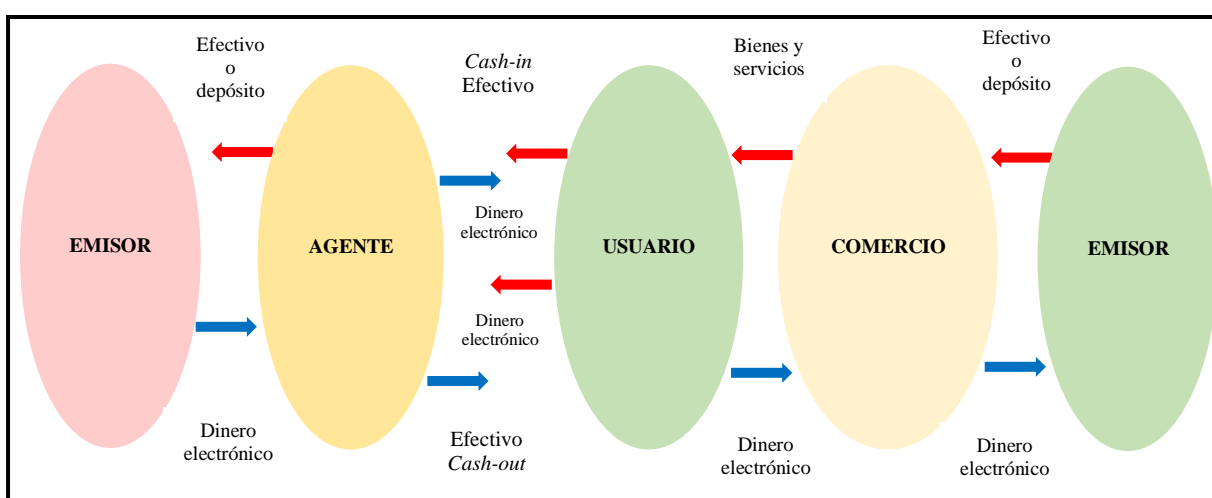 Efectivo
o
depósito
Cash-in
Efectivo
Bienes y
servicios
Efectivo
o
depósito
Dinero
electrónico
EMISOR
AGENTE
USUARIO
COMERCIO
EMISOR
Dinero
electrónico
Dinero
electrónico
Efectivo
Cash-out
Dinero
electrónico
Dinero
electrónico